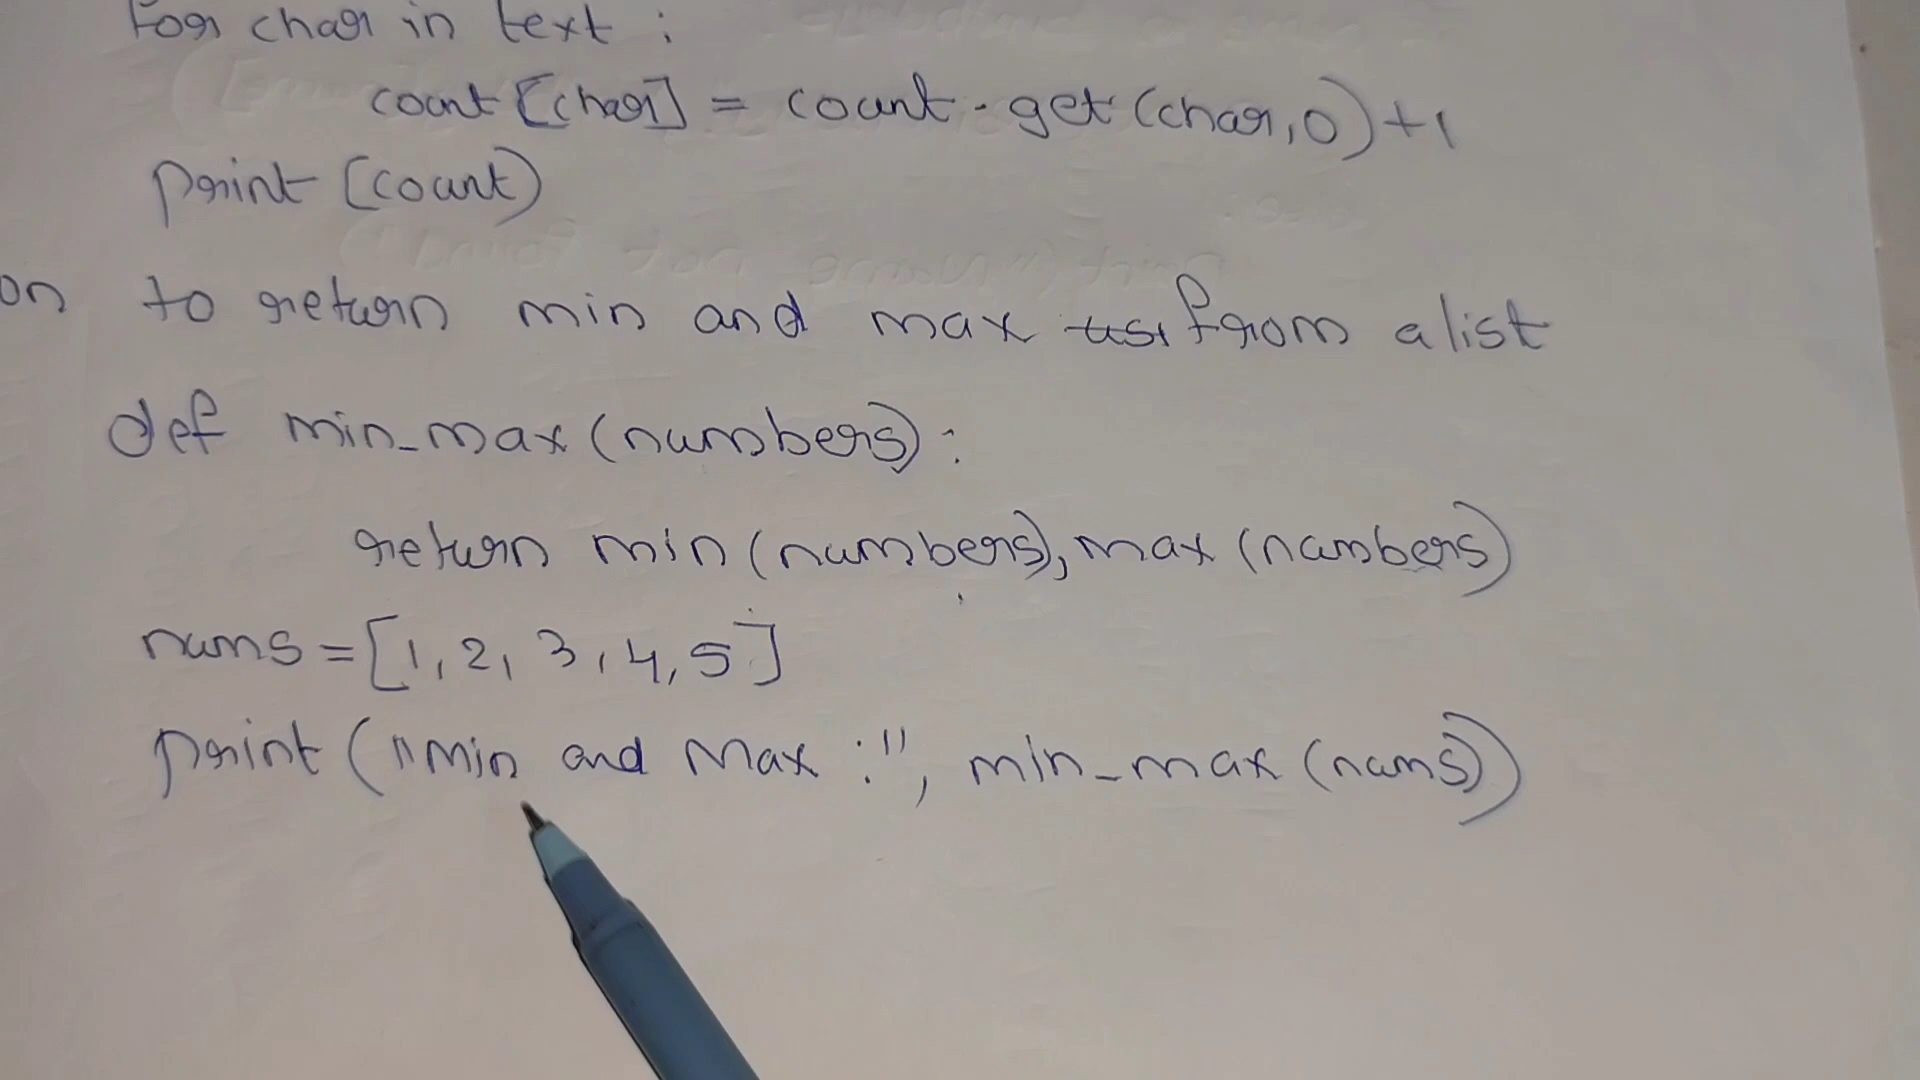 For char in text :
count [char] = count.get(char,0)+1
print (count)
on to return min and max from a list
def min_max (numbers) :
return min (numbers), max (numbers)
nums = [1, 2, 3, 4, 5]
print ("Min and Max :", min_max (nums))